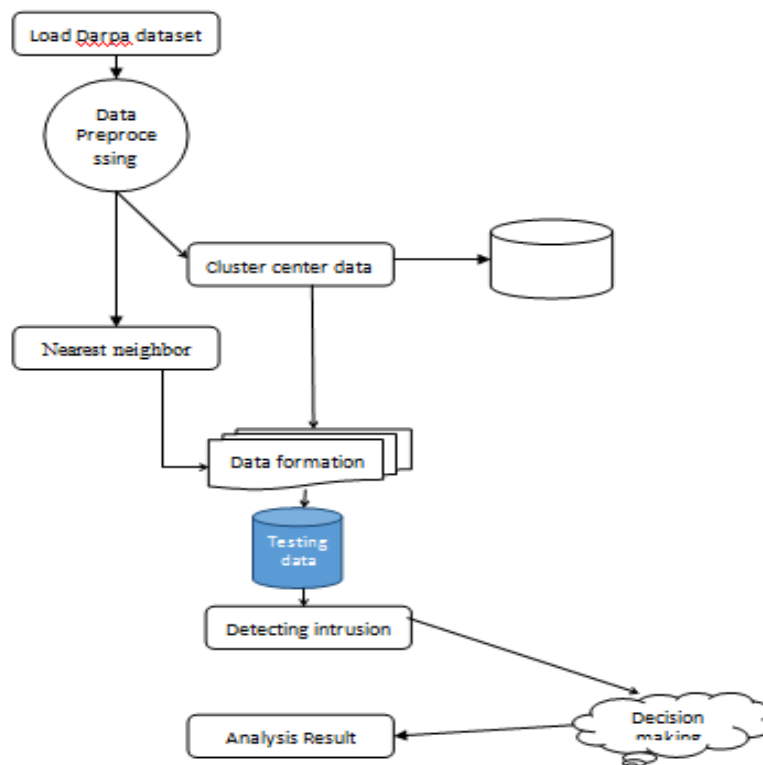 Load Darpa dataset
Data
Preproce
ssing
Cluster center data
Nearest neighbor
Data formation
Testing
data
Detecting intrusion
Decision
making
Analysis Result